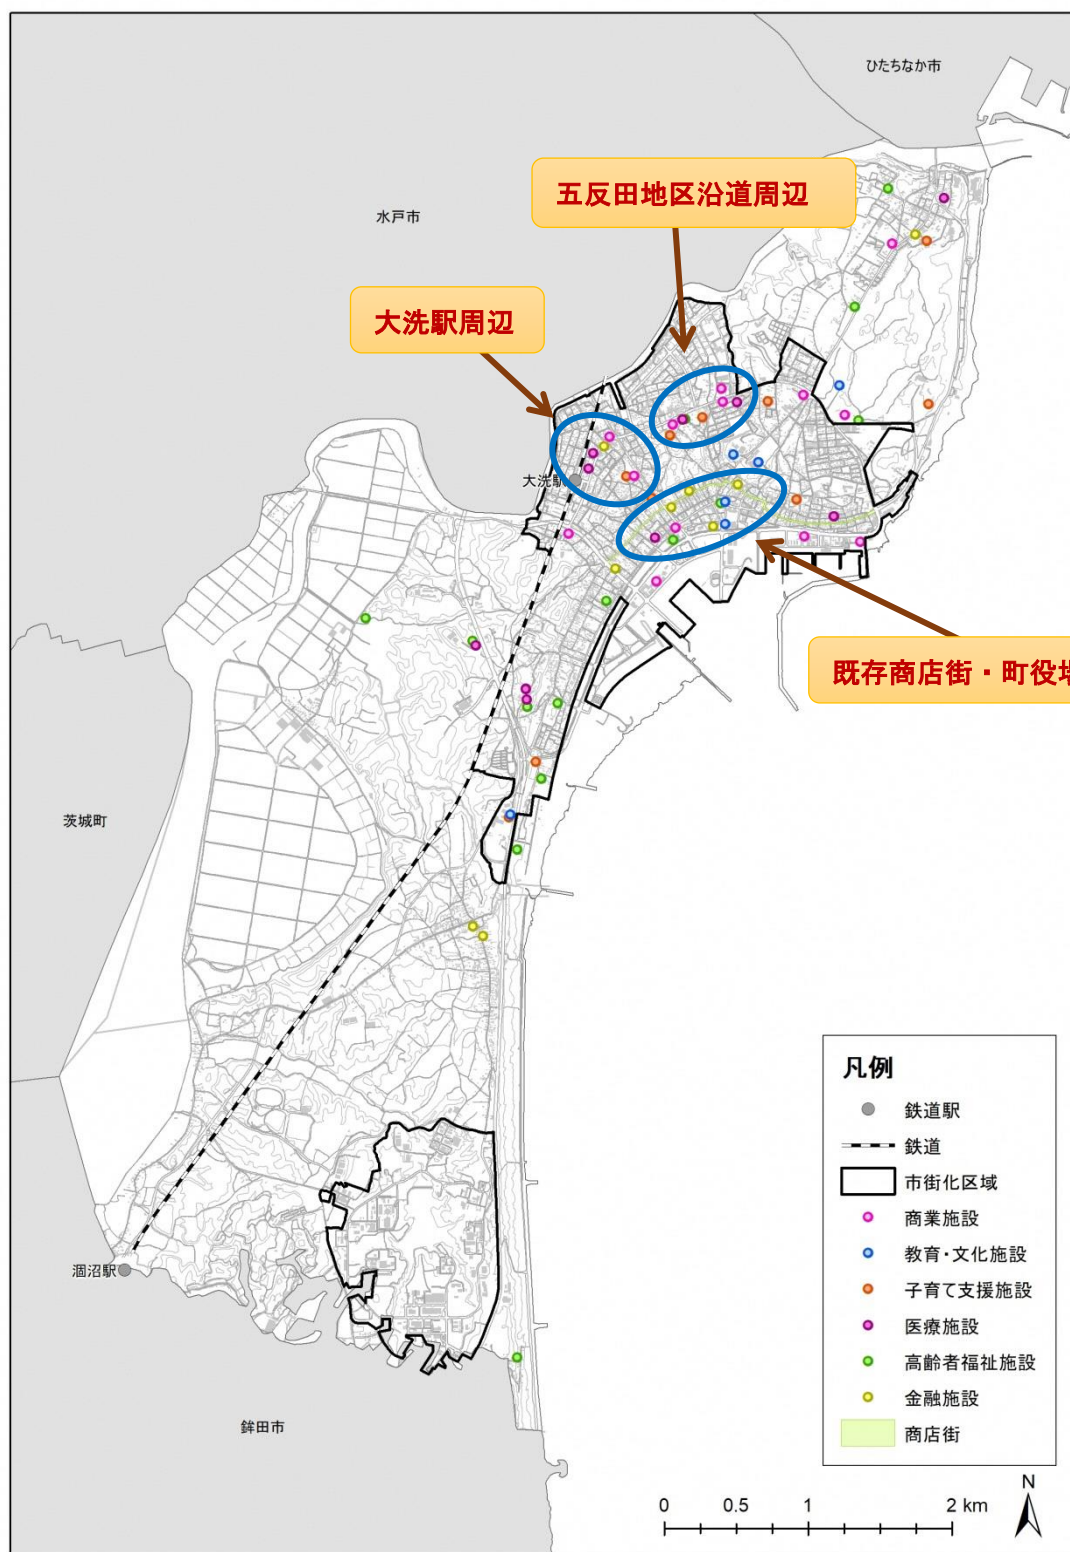 ひたちなか市
五反田地区沿道周辺
水戸市
大洗駅周辺
大洗駅
既存商店街・町役場
茨城町
凡例
鉄道駅
鉄道
市街化区域
商業施設
教育・文化施設
子育て支援施設
医療施設
高齢者福祉施設
金融施設
商店街
涸沼駅
鉾田市
0 0.5 1 2 km
N